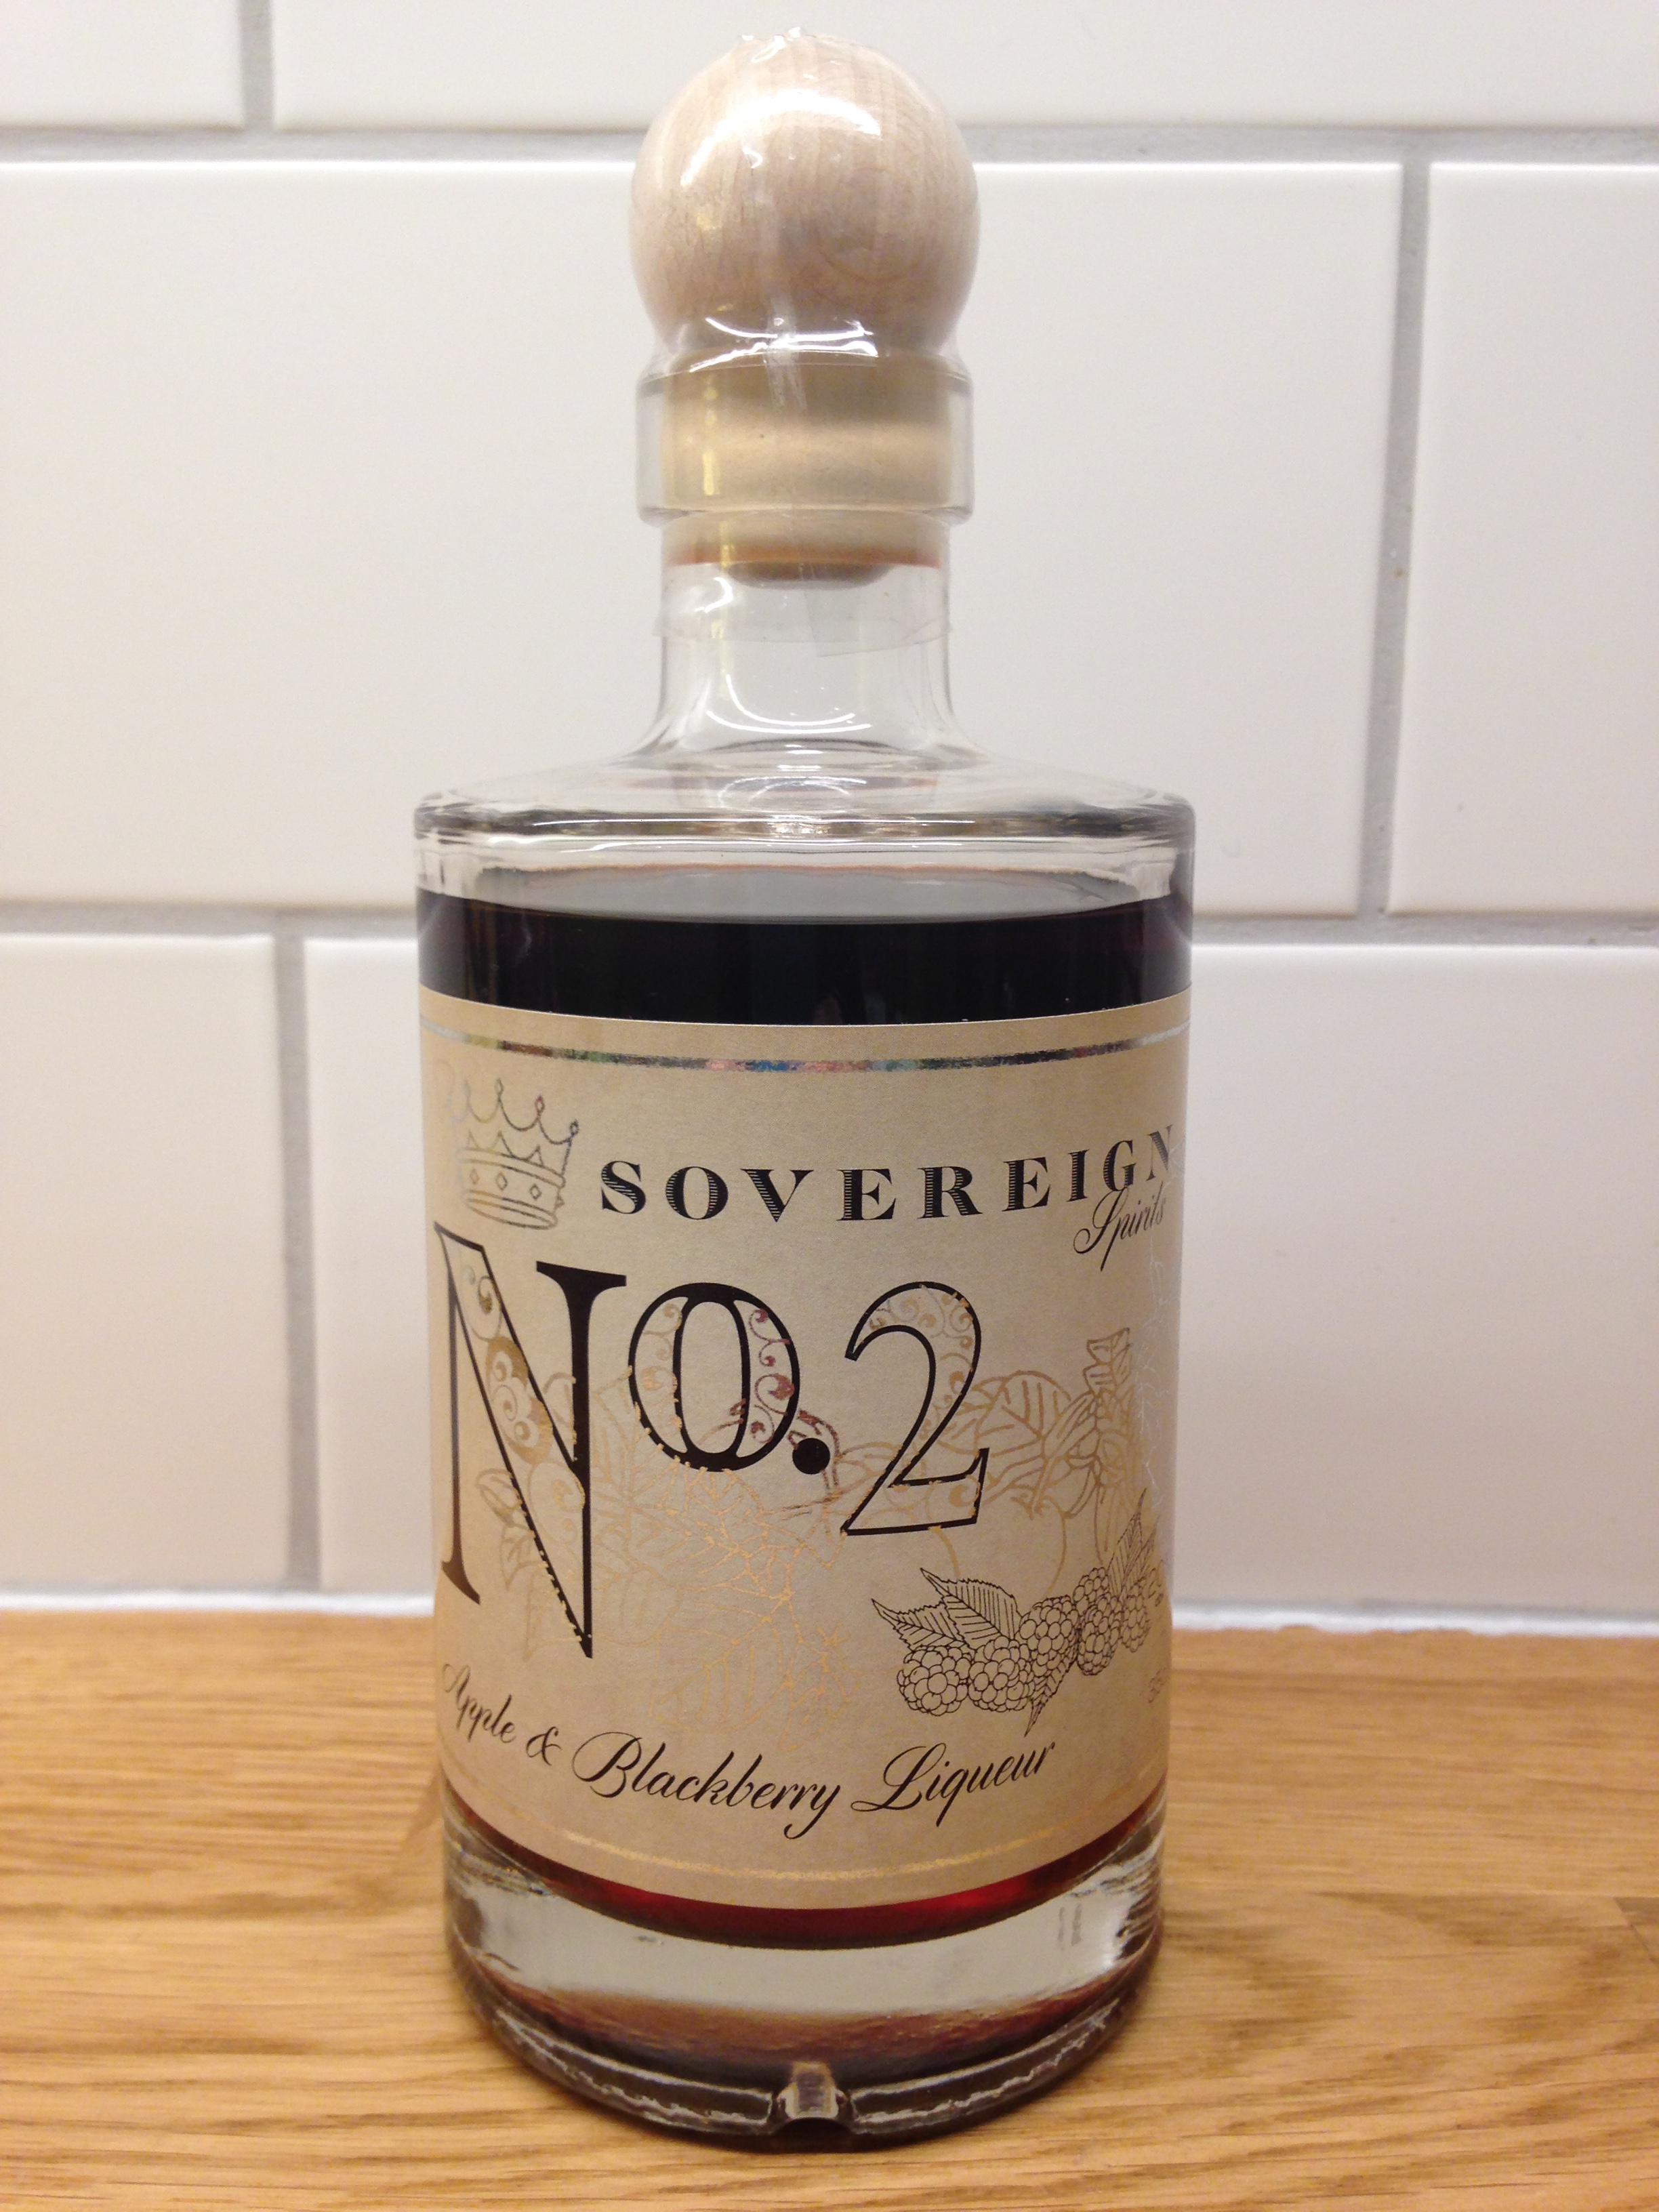 SOVEREIGN
Spirits
No.2
Apple & Blackberry Liqueur